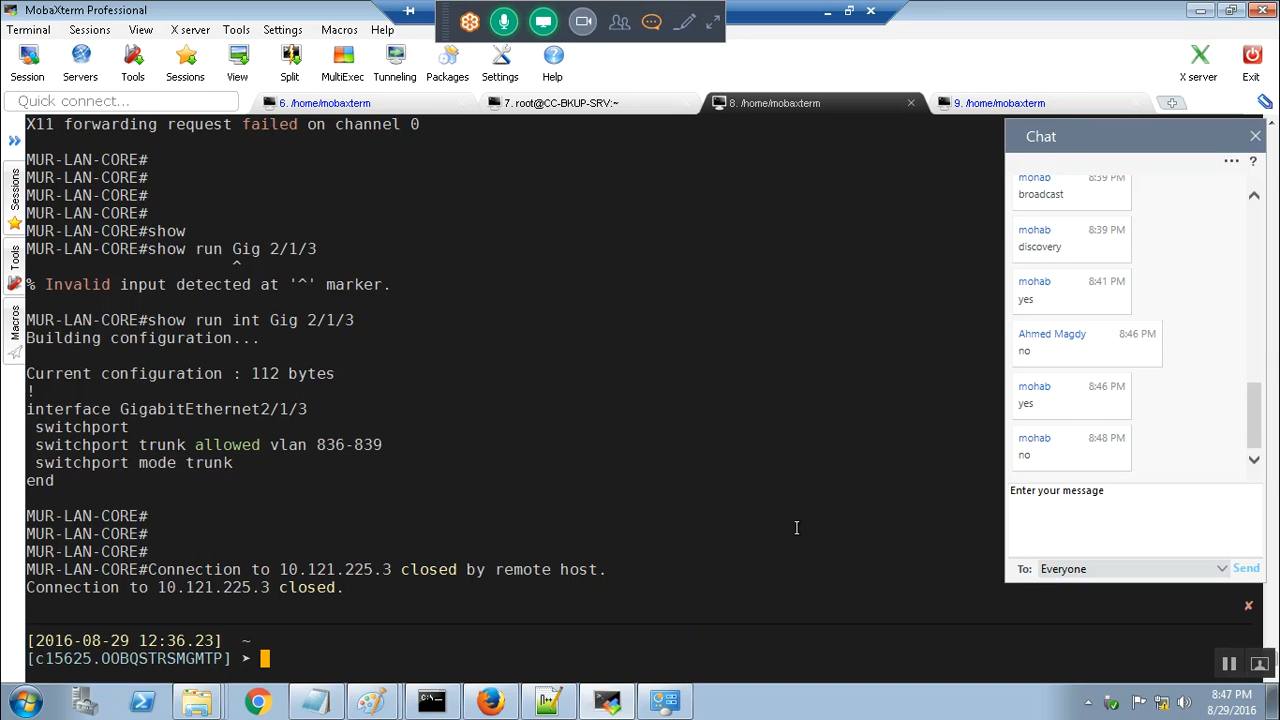 MobaXterm Professional
Terminal Sessions View Servers Tools Settings Macros Help
Session Servers Tools Sessions View Split MultiExec Tunneling Packages Settings Help X server Exit
Quick connect...
6. /home/mobaxterm
7. root@CC-BKUP-SRV:~
8. /home/mobaxterm
9. /home/mobaxterm
Sessions
Tools
Macros
X11 forwarding request failed on channel 0
MUR-LAN-CORE#
MUR-LAN-CORE#
MUR-LAN-CORE#
MUR-LAN-CORE#
MUR-LAN-CORE#show
MUR-LAN-CORE#show run Gig 2/1/3
^
% Invalid input detected at '^' marker.
MUR-LAN-CORE#show run int Gig 2/1/3
Building configuration...
Current configuration : 112 bytes
!
interface GigabitEthernet2/1/3
switchport
switchport trunk allowed vlan 836-839
switchport mode trunk
end
MUR-LAN-CORE#
MUR-LAN-CORE#
MUR-LAN-CORE#
MUR-LAN-CORE#Connection to 10.121.225.3 closed by remote host.
Connection to 10.121.225.3 closed.
[2016-08-29 12:36.23] ~
[c15625.OOBQSTRSMGMTP] ➤
Chat
mohab 8:39 PM
broadcast
mohab 8:39 PM
discovery
mohab 8:41 PM
yes
Ahmed Magdy 8:46 PM
no
mohab 8:46 PM
yes
mohab 8:48 PM
no
Enter your message
To: Everyone Send
8:47 PM
8/29/2016